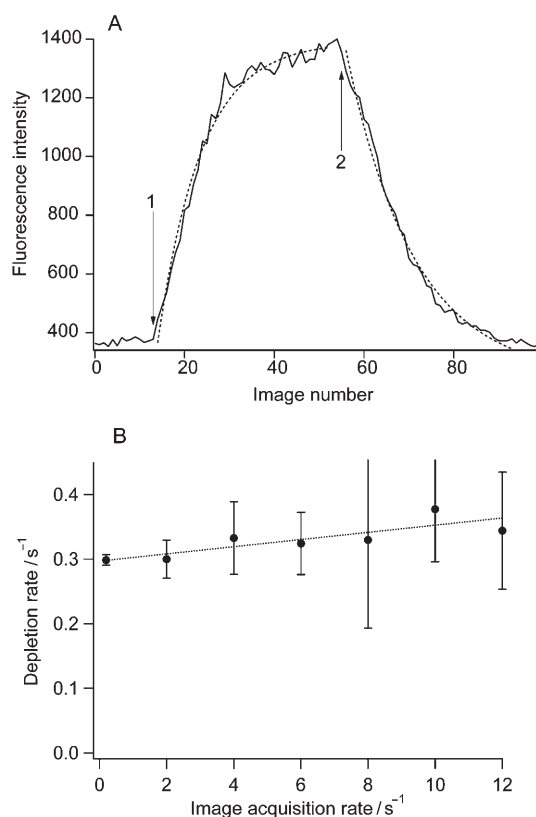 A
1400
1200
1000
800
600
400
Fluorescence intensity
1
2
0 20 40 60 80
Image number
B
0.4
0.3
0.2
0.1
0.0
Depletion rate / s⁻¹
0 2 4 6 8 10 12
Image acquisition rate / s⁻¹